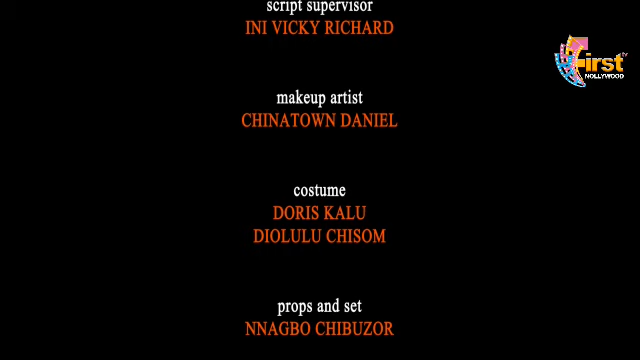 script supervisor
INI VICKY RICHARD
First tv
NOLLYWOOD
makeup artist
CHINATOWN DANIEL
costume
DORIS KALU
DIOLULU CHISOM
props and set
NNAGBO CHIBUZOR